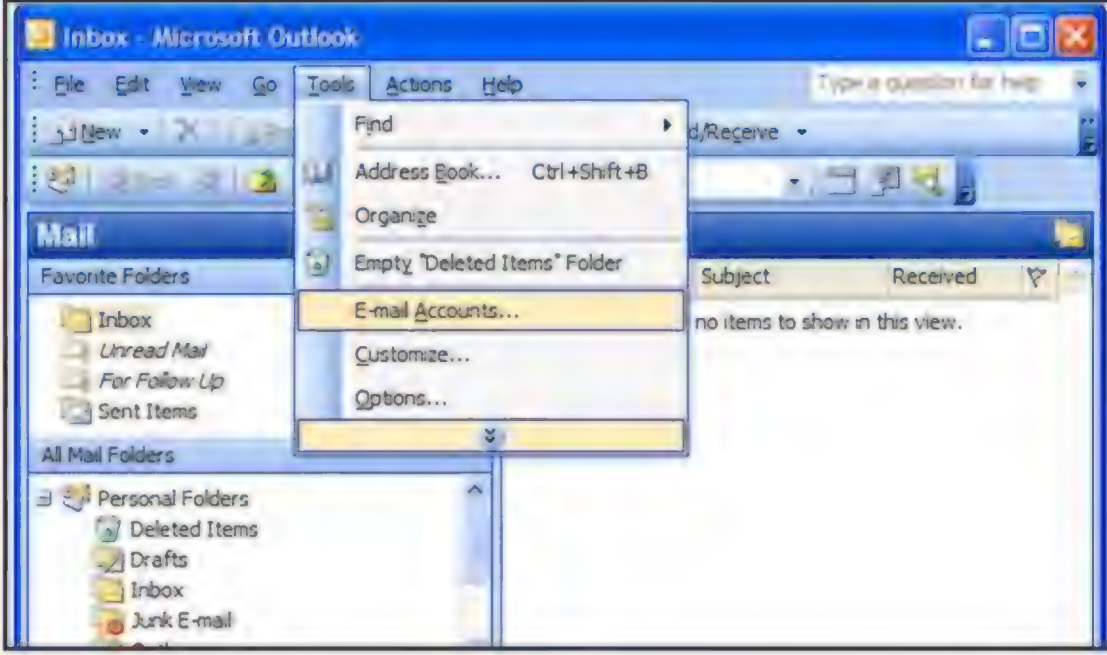 Inbox - Microsoft Outlook
File Edit View Go Tools Actions Help Type a question for help
New d/Receive
Find
Address Book... Ctrl+Shift+B
Organize
Empty "Deleted Items" Folder
E-mail Accounts...
Customize...
Options...
Mail
Favorite Folders
Inbox
Unread Mail
For Follow Up
Sent Items
All Mail Folders
Personal Folders
Deleted Items
Drafts
Inbox
Junk E-mail
Subject Received
no items to show in this view.